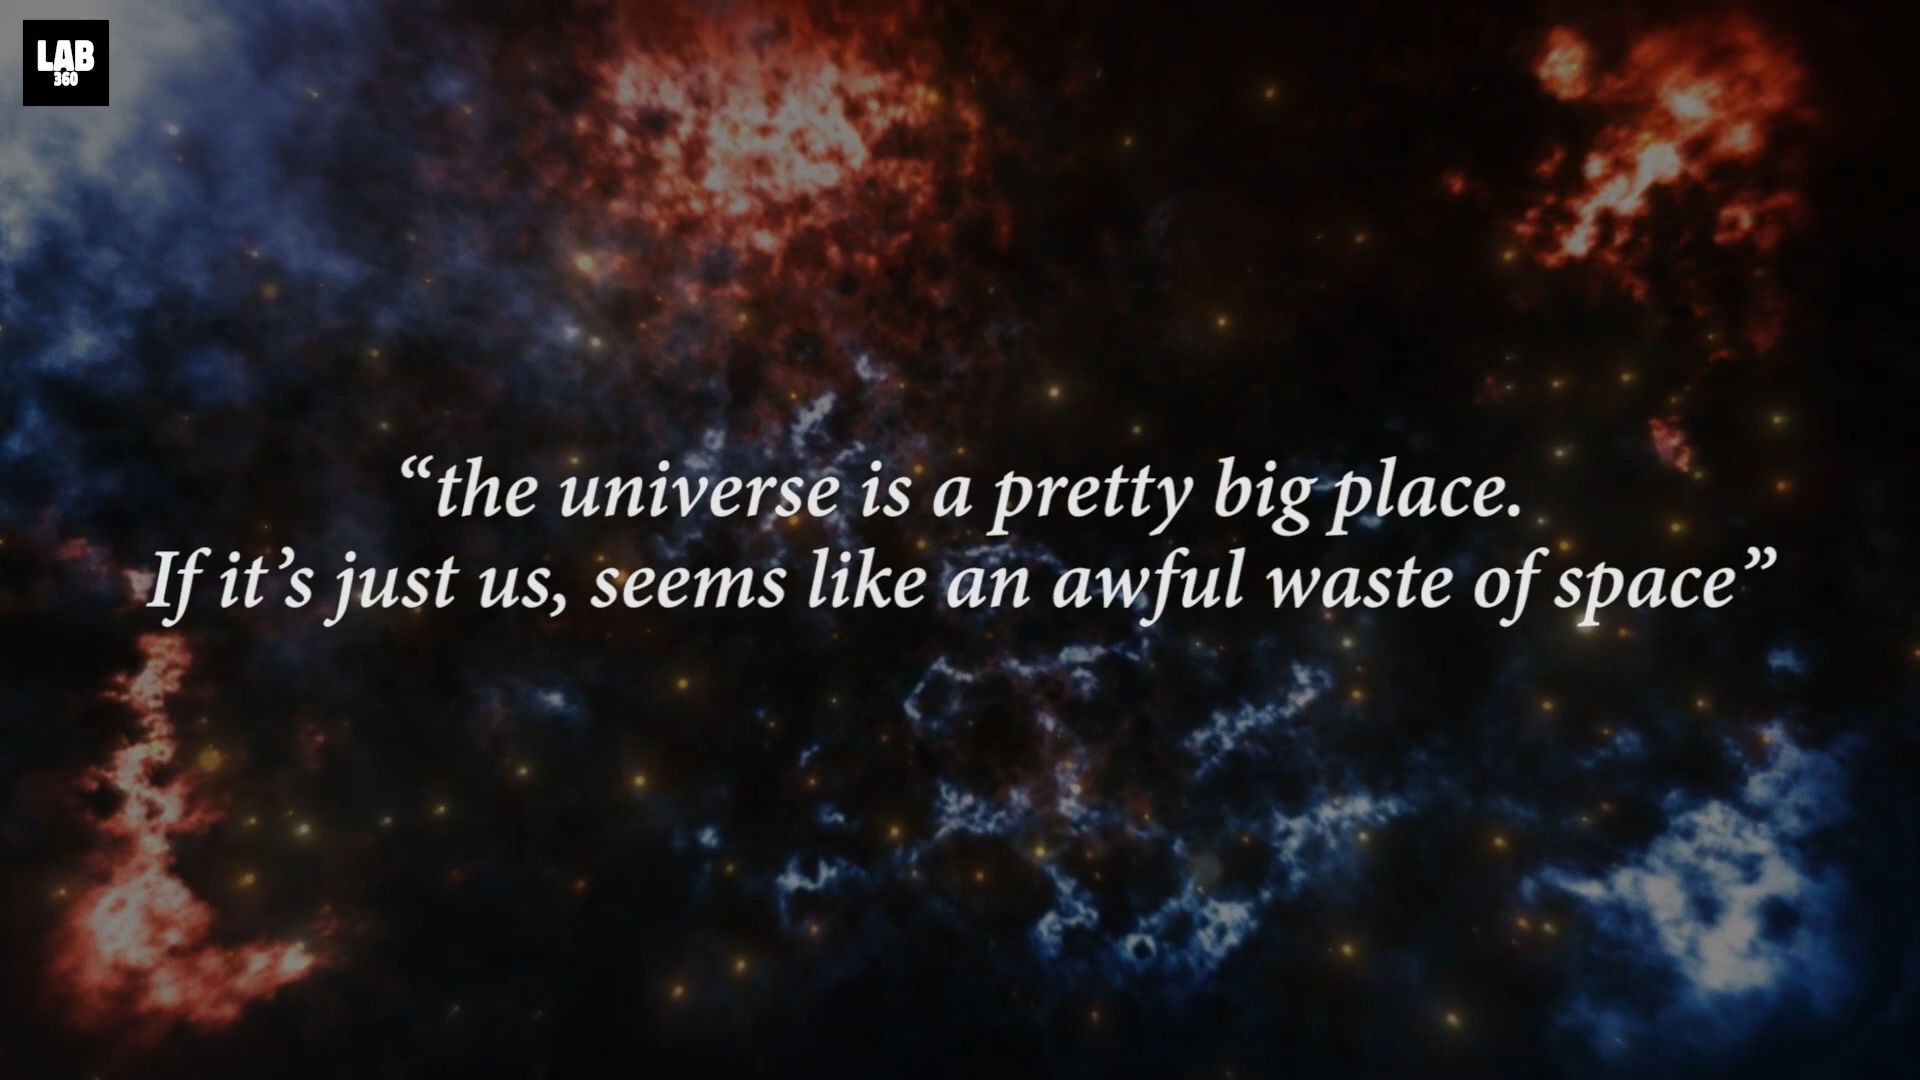 LAB
360
“the universe is a pretty big place.
If it’s just us, seems like an awful waste of space”